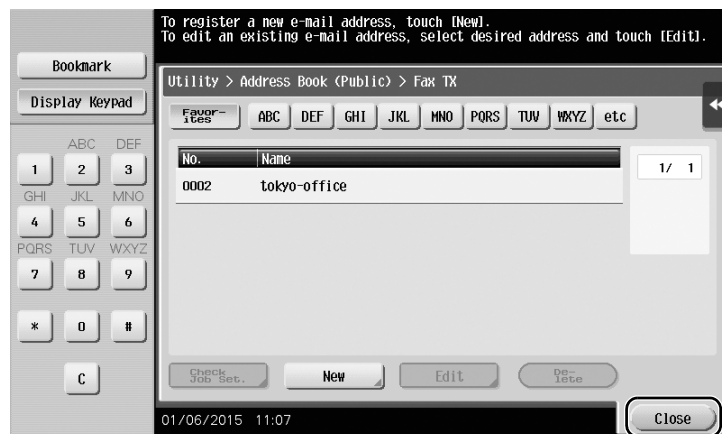 To register a new e-mail address, touch [New].
To edit an existing e-mail address, select desired address and touch [Edit].
Bookmark
Display Keypad
Utility > Address Book (Public) > Fax TX
Favor-
ites
ABC DEF GHI JKL MNO PQRS TUV WXYZ etc
No. Name
1/ 1
0002 tokyo-office
ABC DEF
1 2 3
GHI JKL MNO
4 5 6
PQRS TUV WXYZ
7 8 9
* 0 #
C
Check
Job Set.
New
Edit
De-
lete
01/06/2015 11:07
Close